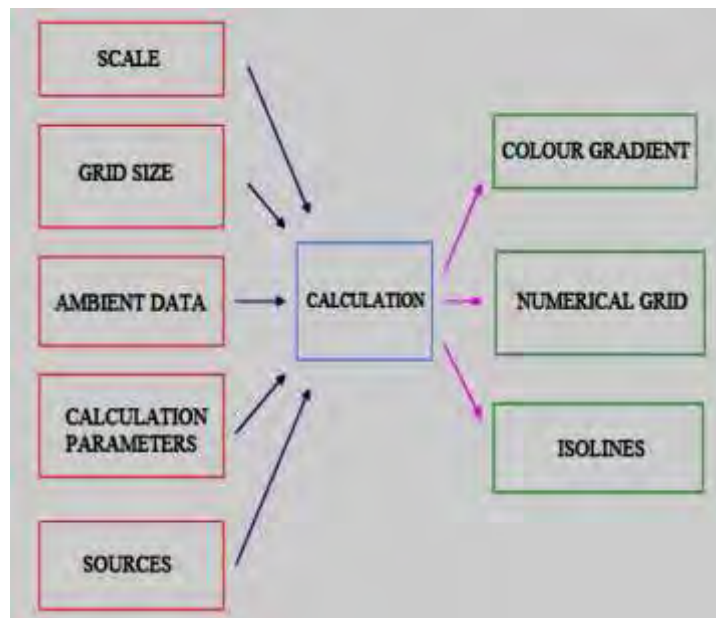 SCALE
GRID SIZE
AMBIENT DATA
CALCULATION
PARAMETERS
SOURCES
CALCULATION
COLOUR GRADIENT
NUMERICAL GRID
ISOLINES